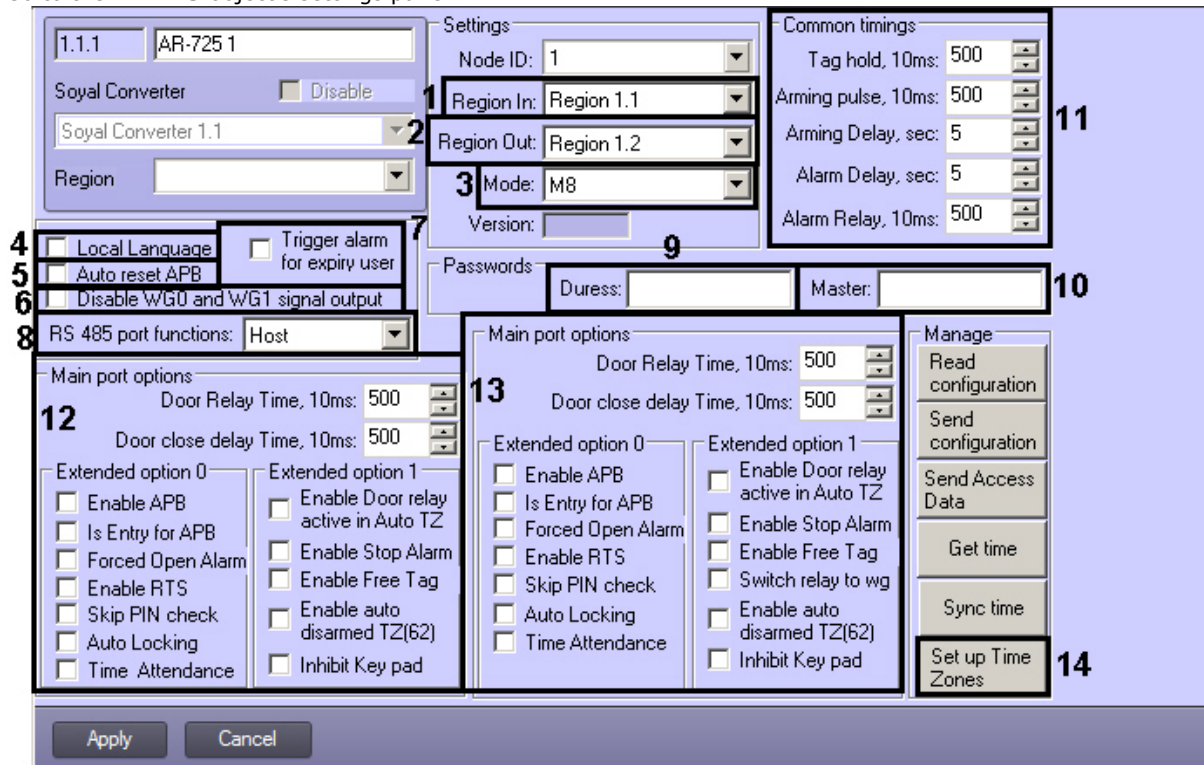 1.1.1 AR-725 1
Soyal Converter Disable
Soyal Converter 1.1
Region
Settings
Node ID: 1
1 Region In: Region 1.1
2 Region Out: Region 1.2
3 Mode: M8
Version:
Common timings
Tag hold, 10ms: 500
Arming pulse, 10ms: 500
Arming Delay, sec: 5
Alarm Delay, sec: 5
Alarm Relay, 10ms: 500
11
4 Local Language
5 Auto reset APB
6 Disable WG0 and WG1 signal output
7 Trigger alarm
for expiry user
8 RS 485 port functions: Host
Passwords
9
Duress:
Master:
10
12
Main port options
Door Relay Time, 10ms: 500
Door close delay Time, 10ms: 500
Extended option 0
Enable APB
Is Entry for APB
Forced Open Alarm
Enable RTS
Skip PIN check
Auto Locking
Time Attendance
Extended option 1
Enable Door relay
active in Auto TZ
Enable Stop Alarm
Enable Free Tag
Enable auto
disarmed TZ(62)
Inhibit Key pad
13
Main port options
Door Relay Time, 10ms: 500
Door close delay Time, 10ms: 500
Extended option 0
Enable APB
Is Entry for APB
Forced Open Alarm
Enable RTS
Skip PIN check
Auto Locking
Time Attendance
Extended option 1
Enable Door relay
active in Auto TZ
Enable Stop Alarm
Enable Free Tag
Switch relay to wg
Enable auto
disarmed TZ(62)
Inhibit Key pad
Manage
Read
configuration
Send
configuration
Send Access
Data
Get time
Sync time
Set up Time
Zones
14
Apply Cancel